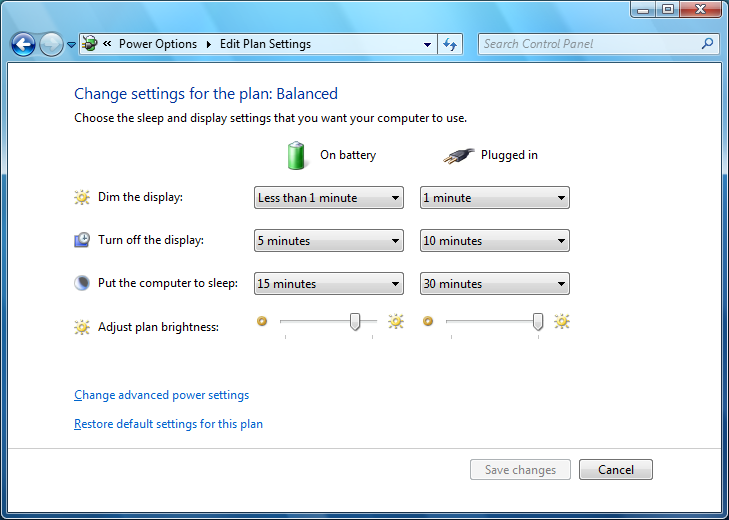 « Power Options Edit Plan Settings Search Control Panel
Change settings for the plan: Balanced
Choose the sleep and display settings that you want your computer to use.
On battery Plugged in
Dim the display: Less than 1 minute 1 minute
Turn off the display: 5 minutes 10 minutes
Put the computer to sleep: 15 minutes 30 minutes
Adjust plan brightness:
Change advanced power settings
Restore default settings for this plan
Save changes Cancel